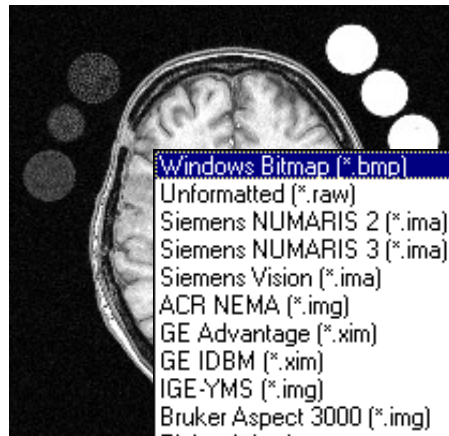 Windows Bitmap (*.bmp)
Unformatted (*.raw)
Siemens NUMARIS 2 (*.ima)
Siemens NUMARIS 3 (*.ima)
Siemens Vision (*.ima)
ACR NEMA (*.img)
GE Advantage (*.xim)
GE IDBM (*.xim)
IGE-YMS (*.img)
Bruker Aspect 3000 (*.img)